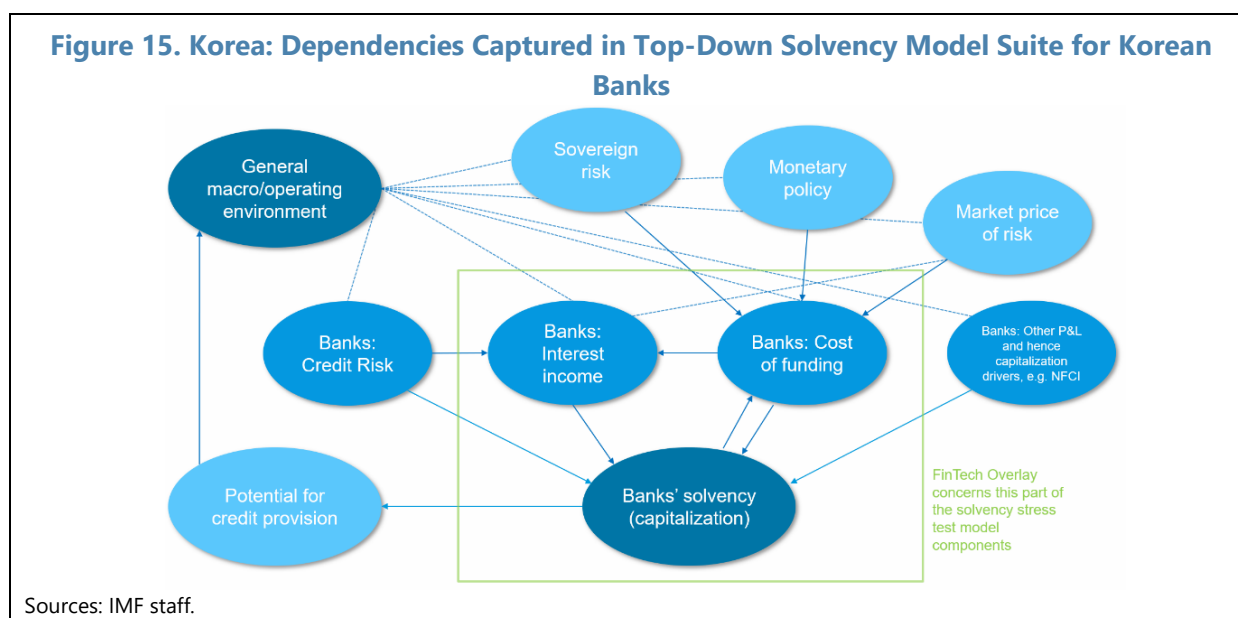 Figure 15. Korea: Dependencies Captured in Top-Down Solvency Model Suite for Korean
Banks
General
macro/operating
environment
Sovereign
risk
Monetary
policy
Market price
of risk
Banks:
Credit Risk
Banks:
Interest
income
Banks: Cost
of funding
Banks: Other P&L
and hence
capitalization
drivers, e.g. NFCI
Potential for
credit provision
Banks' solvency
(capitalization)
FinTech Overlay
concerns this part of
the solvency stress
test model
components
Sources: IMF staff.